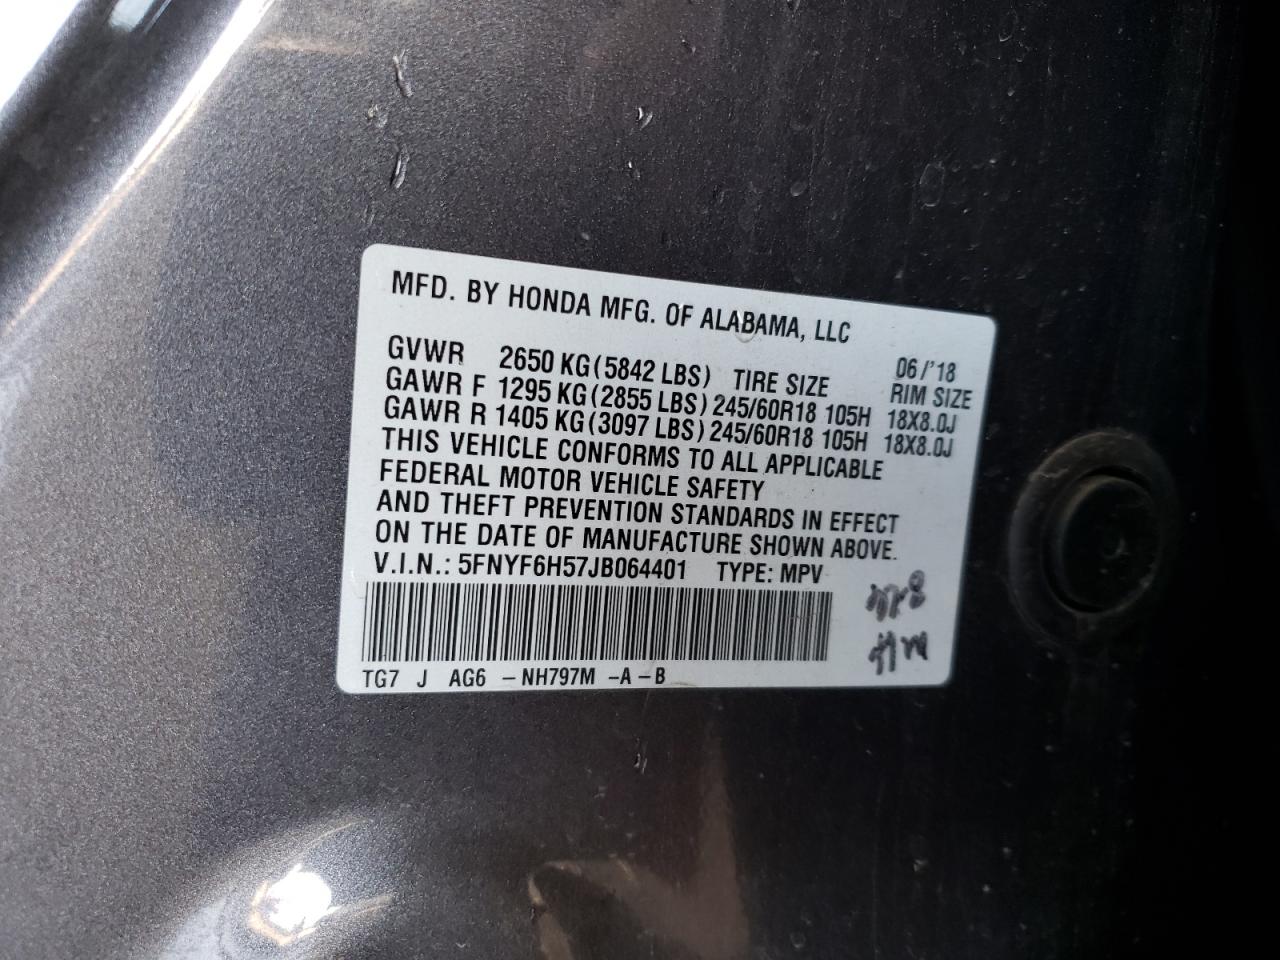 MFD. BY HONDA MFG. OF ALABAMA, LLC
06/'18
GVWR 2650 KG(5842 LBS) TIRE SIZE RIM SIZE
GAWR F 1295 KG(2855 LBS) 245/60R18 105H 18X8.0J
GAWR R 1405 KG(3097 LBS) 245/60R18 105H 18X8.0J
THIS VEHICLE CONFORMS TO ALL APPLICABLE
FEDERAL MOTOR VEHICLE SAFETY
AND THEFT PREVENTION STANDARDS IN EFFECT
ON THE DATE OF MANUFACTURE SHOWN ABOVE.
V.I.N.: 5FNYF6H57JB064401 TYPE: MPV
TG7 J AG6 -NH797M -A-B